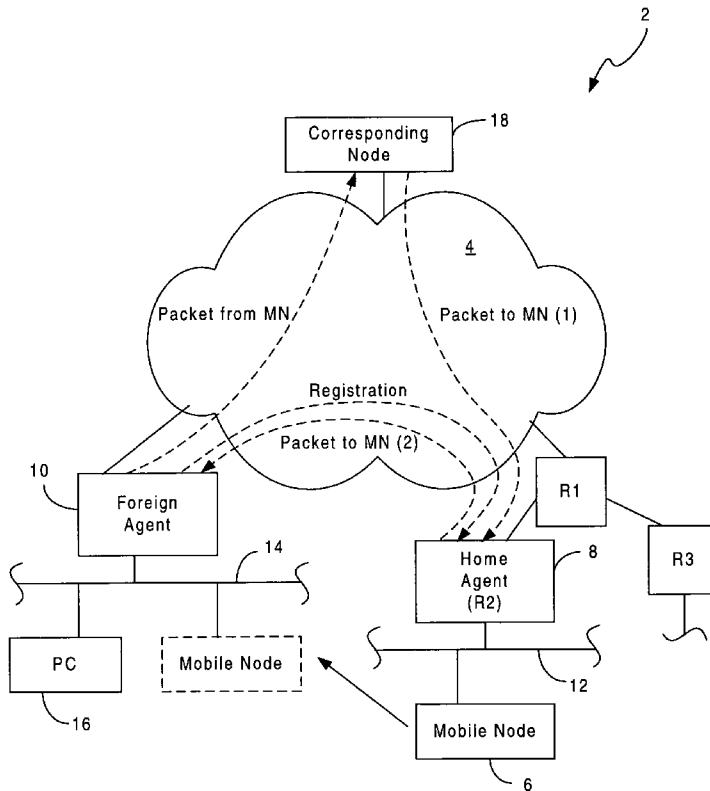 2
Corresponding
Node
18
4
Packet from MN
Packet to MN (1)
Registration
Packet to MN (2)
10
Foreign
Agent
R1
14
Home
Agent
(R2)
8
R3
PC
Mobile Node
12
16
Mobile Node
6